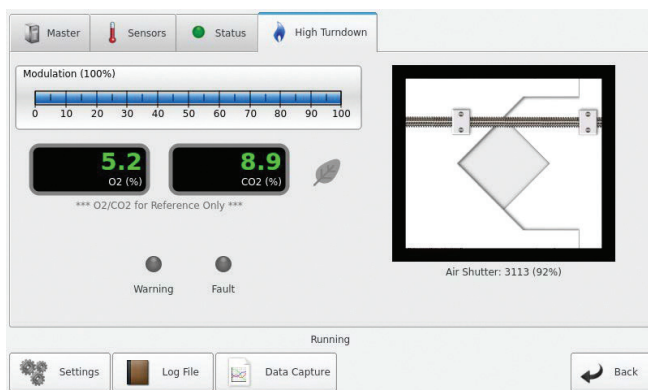 Master
Sensors
Status
High Turndown
Modulation (100%)
0 10 20 30 40 50 60 70 80 90 100
5.2 8.9
O2 (%) CO2 (%)
*** O2/CO2 for Reference Only ***
Air Shutter: 3113 (92%)
Warning Fault
Running
Settings
Log File
Data Capture
Back